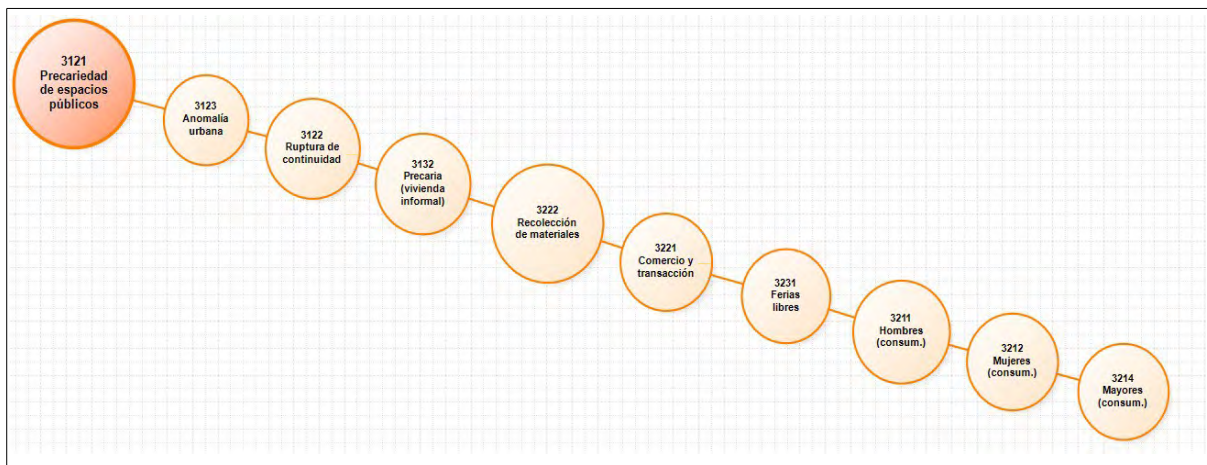 3121
Precariedad
de espacios
públicos
3123
Anomalía
urbana
3122
Ruptura de
continuidad
3132
Precaria
(vivienda
informal)
3222
Recolección
de materiales
3221
Comercio y
transacción
3231
Ferias
libres
3211
Hombres
(consum.)
3212
Mujeres
(consum.)
3214
Mayores
(consum.)